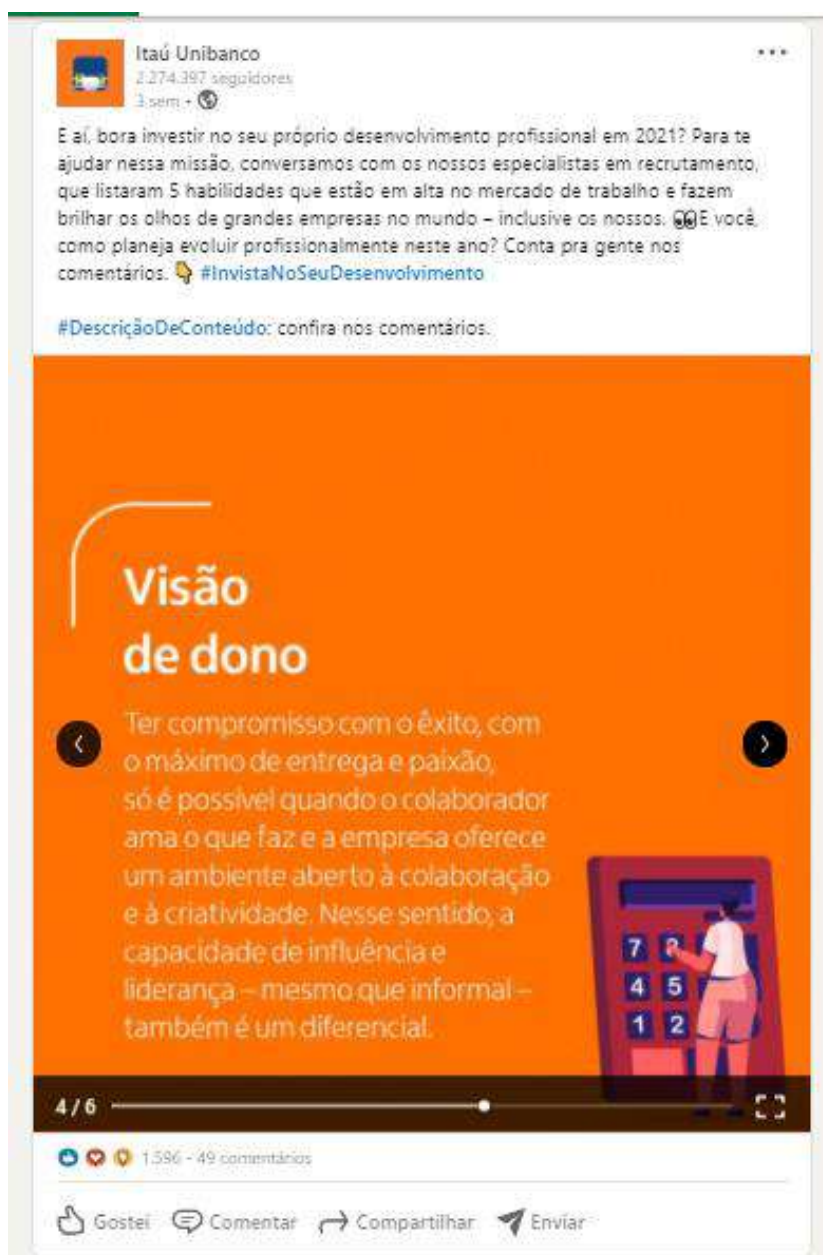 Itaú Unibanco
2.274.397 seguidores
3 sem •
E aí, bora investir no seu próprio desenvolvimento profissional em 2021? Para te
ajudar nessa missão, conversamos com os nossos especialistas em recrutamento,
que listaram 5 habilidades que estão em alta no mercado de trabalho e fazem
brilhar os olhos de grandes empresas no mundo – inclusive os nossos. 👀E você,
como planeja evoluir profissionalmente neste ano? Conta pra gente nos
comentários. 👇 #InvistaNoSeuDesenvolvimento
#DescriçãoDeConteúdo: confira nos comentários.
Visão
de dono
Ter compromisso com o êxito, com
o máximo de entrega e paixão,
só é possível quando o colaborador
ama o que faz e a empresa oferece
um ambiente aberto à colaboração
e à criatividade. Nesse sentido, a
capacidade de influência e
liderança – mesmo que informal –
também é um diferencial.
7 8
4 5
1 2
4 / 6
1.596 - 49 comentários
Gostei Comentar Compartilhar Enviar